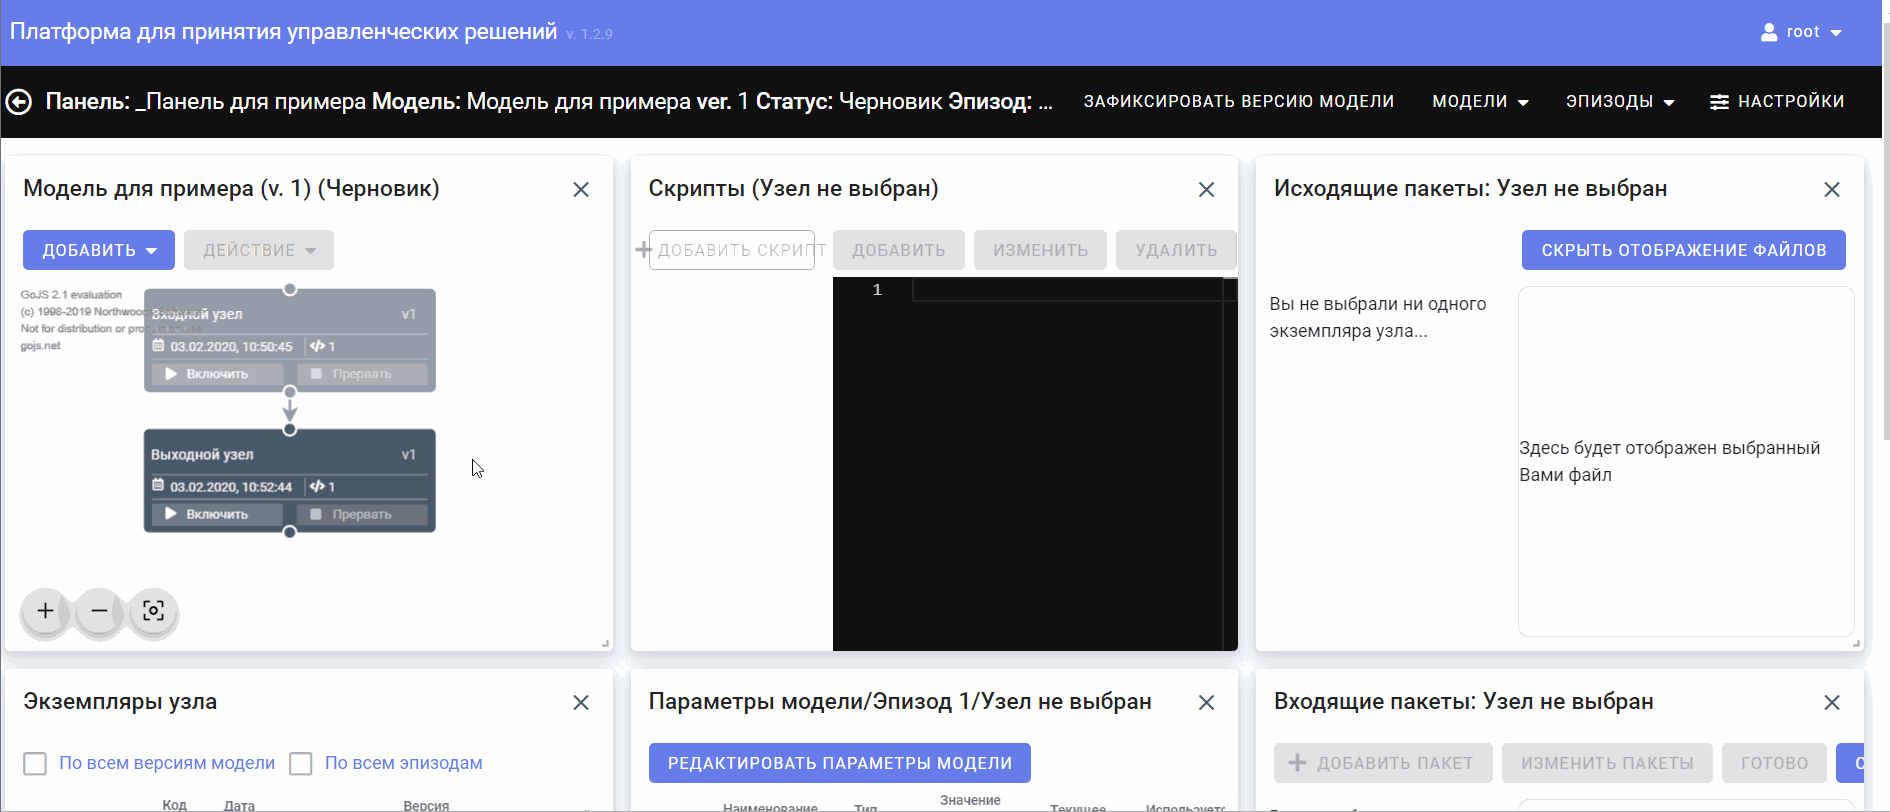 Платформа для принятия управленческих решений v. 1.2.9
root
Панель: _Панель для примера Модель: Модель для примера ver. 1 Статус: Черновик Эпизод: ...
ЗАФИКСИРОВАТЬ ВЕРСИЮ МОДЕЛИ
МОДЕЛИ
ЭПИЗОДЫ
НАСТРОЙКИ
Модель для примера (v. 1) (Черновик)
ДОБАВИТЬ
ДЕЙСТВИЕ
GoJS 2.1 evaluation
(c) 1998-2019 Northwoods
Not for distribution or
gojs.net
Входной узел v1
03.02.2020, 10:50:45 1
Включить
Прервать
Выходной узел v1
03.02.2020, 10:52:44 1
Включить
Прервать
Скрипты (Узел не выбран)
ДОБАВИТЬ СКРИПТ
ДОБАВИТЬ
ИЗМЕНИТЬ
УДАЛИТЬ
1
Исходящие пакеты: Узел не выбран
СКРЫТЬ ОТОБРАЖЕНИЕ ФАЙЛОВ
Вы не выбрали ни одного
экземпляра узла...
Здесь будет отображен выбранный
Вами файл
Экземпляры узла
По всем версиям модели
По всем эпизодам
Код
Дата
Версия
Параметры модели/Эпизод 1/Узел не выбран
РЕДАКТИРОВАТЬ ПАРАМЕТРЫ МОДЕЛИ
Наименование
Тип
Значение
Текущее
Входящие пакеты: Узел не выбран
ДОБАВИТЬ ПАКЕТ
ИЗМЕНИТЬ ПАКЕТЫ
ГОТОВО